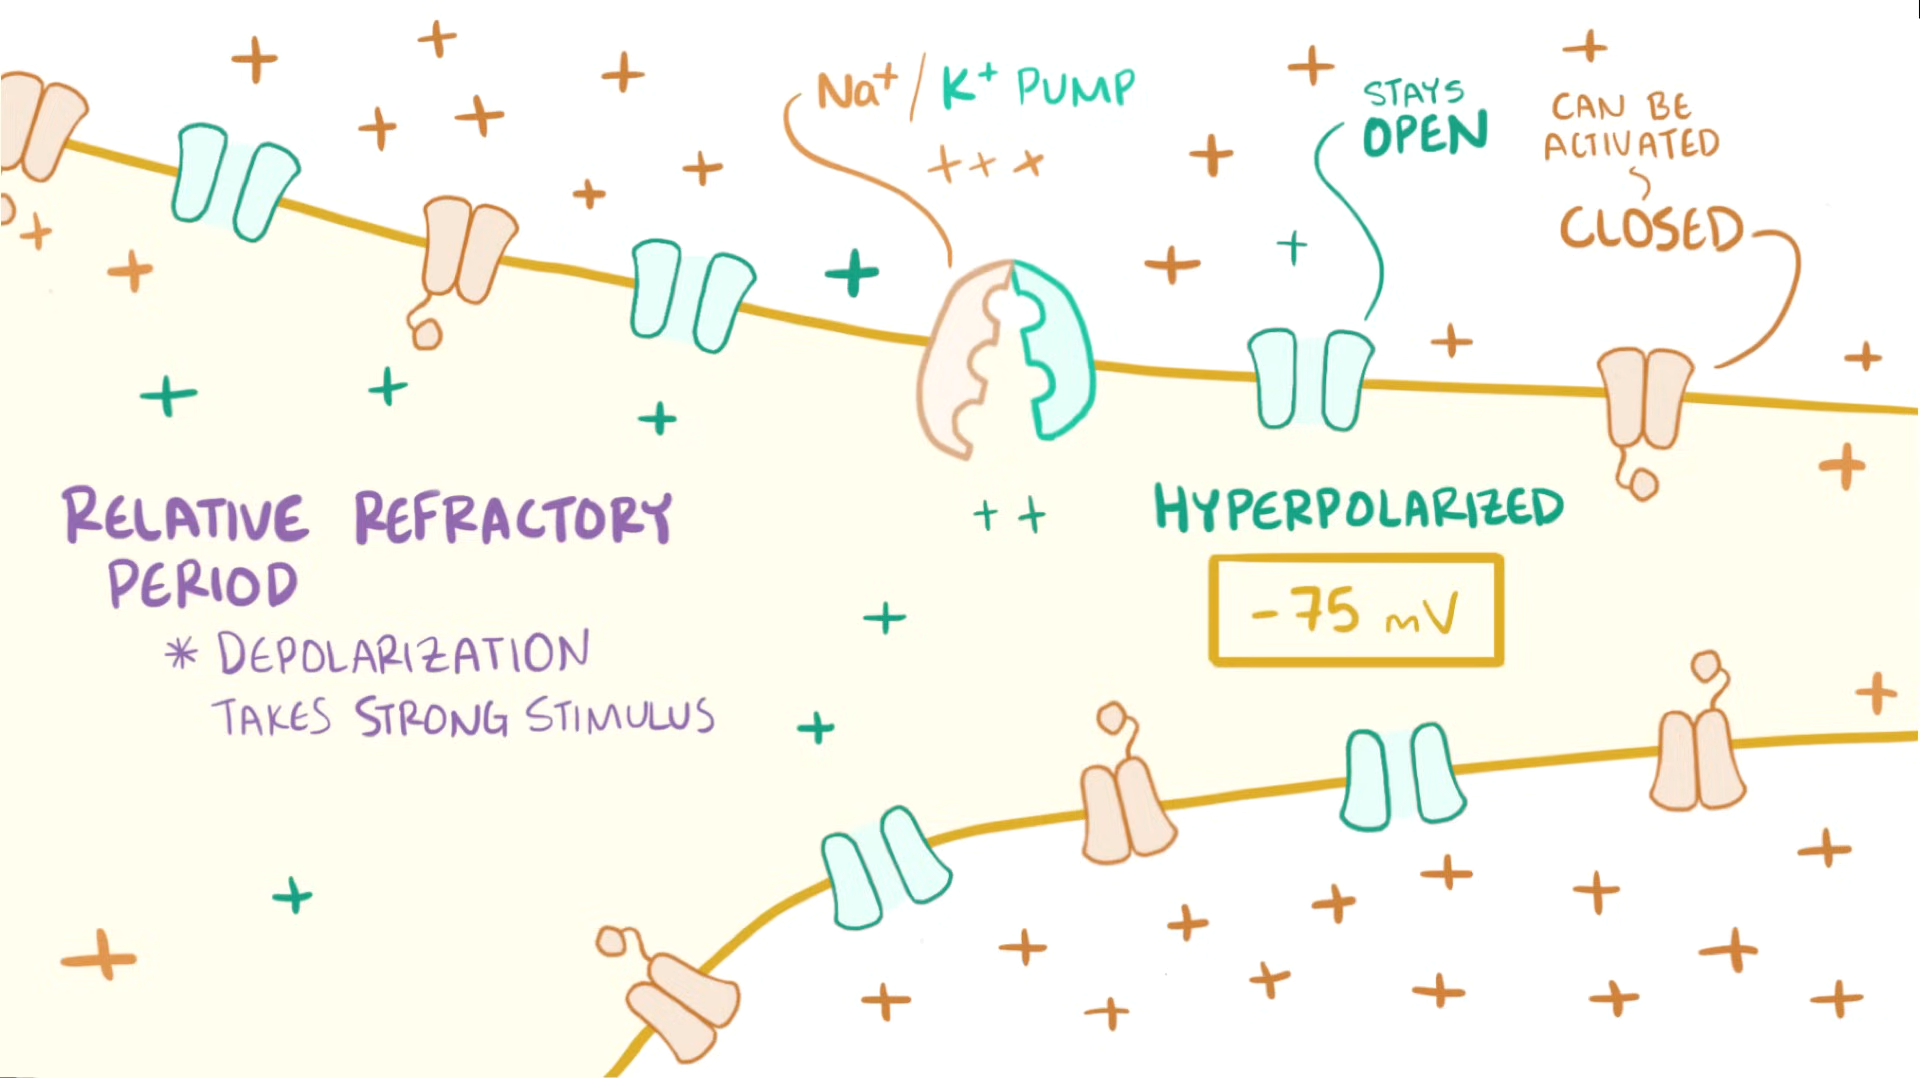 Na+ / K+ PUMP
+ + +
STAYS
OPEN
CAN BE
ACTIVATED
CLOSED
RELATIVE REFRACTORY
PERIOD
* DEPOLARIZATION
TAKES STRONG STIMULUS
+ +
HYPERPOLARIZED
-75 mV